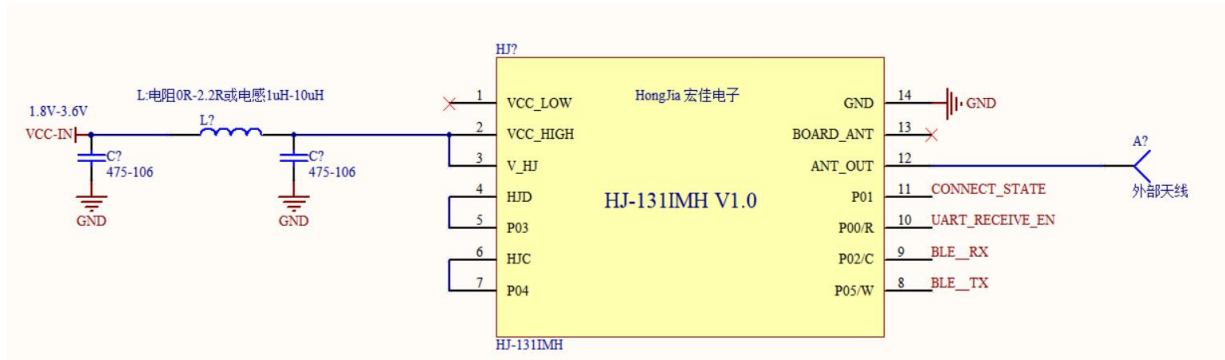 HJ?
L:电阻0R-2.2R或电感1uH-10uH
1.8V-3.6V
VCC-IN
L?
C?
475-106
GND
C?
475-106
GND
HongJia 宏佳电子
HJ-131IMH V1.0
1 VCC_LOW
2 VCC_HIGH
3 V_HJ
4 HJD
5 P03
6 HJC
7 P04
GND 14 GND
BOARD_ANT 13
ANT_OUT 12
P01 11 CONNECT_STATE
P00/R 10 UART_RECEIVE_EN
P02/C 9 BLE__RX
P05/W 8 BLE__TX
A?
外部天线
HJ-131IMH